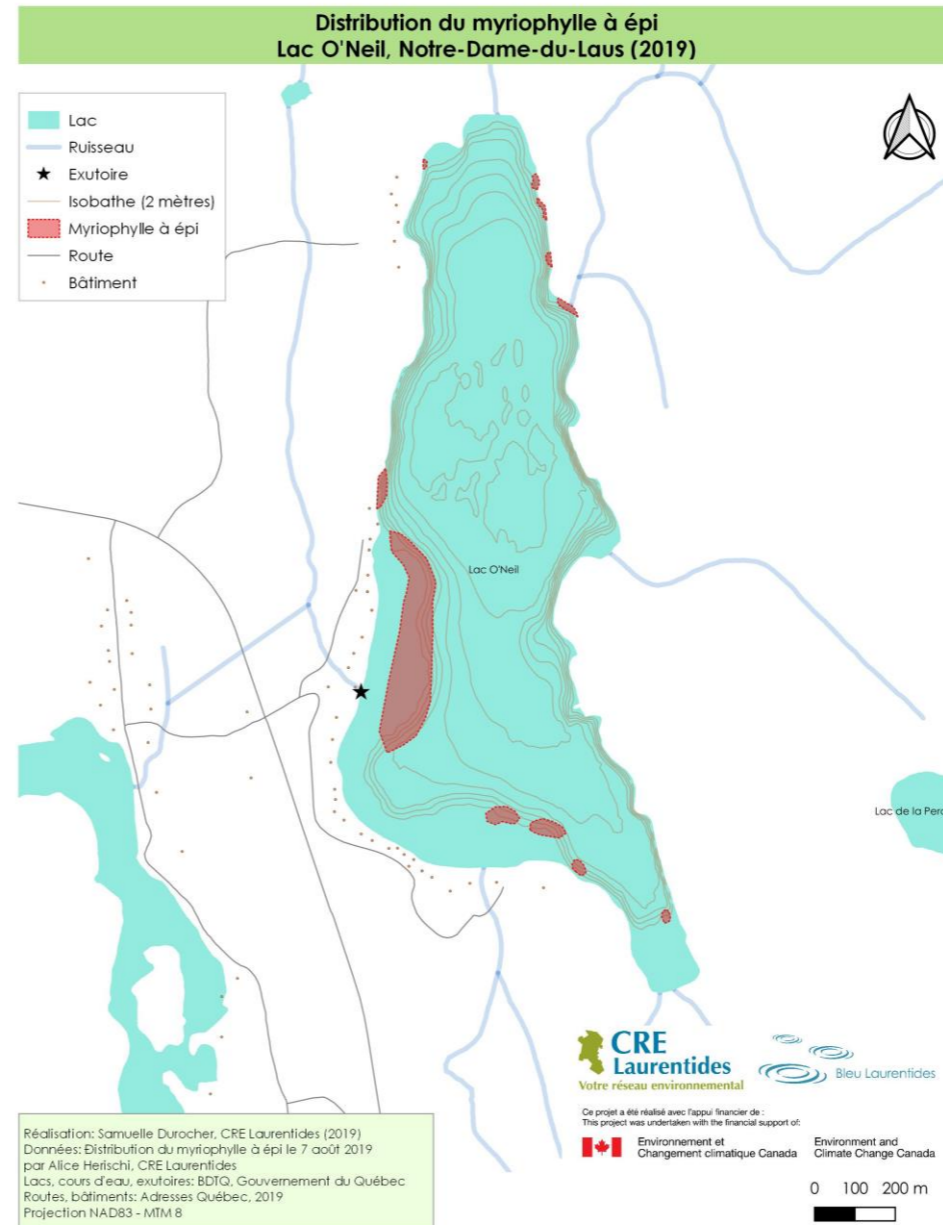 Distribution du myriophylle à épi
Lac O'Neil, Notre-Dame-du-Laus (2019)
Lac
Ruisseau
Exutoire
Isobathe (2 mètres)
Myriophylle à épi
Route
Bâtiment
Lac O'Neil
Lac de la Perc
CRE
Laurentides
Votre réseau environnemental
Bleu Laurentides
Ce projet a été réalisé avec l'appui financier de :
This project was undertaken with the financial support of:
Environnement et
Changement climatique Canada
Environment and
Climate Change Canada
0 100 200 m
Réalisation: Samuelle Durocher, CRE Laurentides (2019)
Données: Distribution du myriophylle à épi le 7 août 2019
par Alice Herischi, CRE Laurentides
Lacs, cours d'eau, exutoires: BDTQ, Gouvernement du Québec
Routes, bâtiments: Adresses Québec, 2019
Projection NAD83 - MTM 8